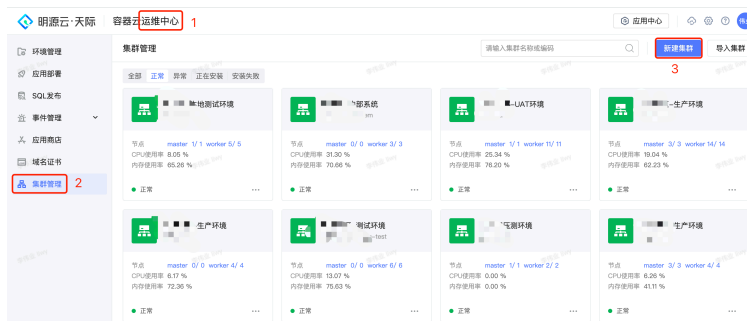 明源云·天际 容器云运维中心 1 应用中心
环境管理
应用部署
SQL发布
事件管理
应用商店
域名证书
集群管理 2
集群管理 请输入集群名称或编码 新建集群 导入集群
3
全部 正常 异常 正在安装 安装失败
本地测试环境
节点 master 1/ 1 worker 5/ 5
CPU使用率 8.05 %
内存使用率 65.26 %
正常 ...
部系统
节点 master 0/ 0 worker 3/ 3
CPU使用率 31.30 %
内存使用率 70.66 %
正常 ...
-UAT环境
节点 master 1/ 1 worker 11/ 11
CPU使用率 25.34 %
内存使用率 76.20 %
正常 ...
-生产环境
节点 master 3/ 3 worker 14/ 14
CPU使用率 19.04 %
内存使用率 62.23 %
正常 ...
-生产环境
节点 master 0/ 0 worker 4/ 4
CPU使用率 6.17 %
内存使用率 72.36 %
正常 ...
测试环境
-test
节点 master 0/ 0 worker 6/ 6
CPU使用率 13.07 %
内存使用率 75.63 %
正常 ...
压测环境
节点 master 1/ 1 worker 2/ 2
CPU使用率 0.00 %
内存使用率 0.00 %
正常 ...
生产环境
节点 master 3/ 3 worker 4/ 4
CPU使用率 6.26 %
内存使用率 41.11 %
正常 ...